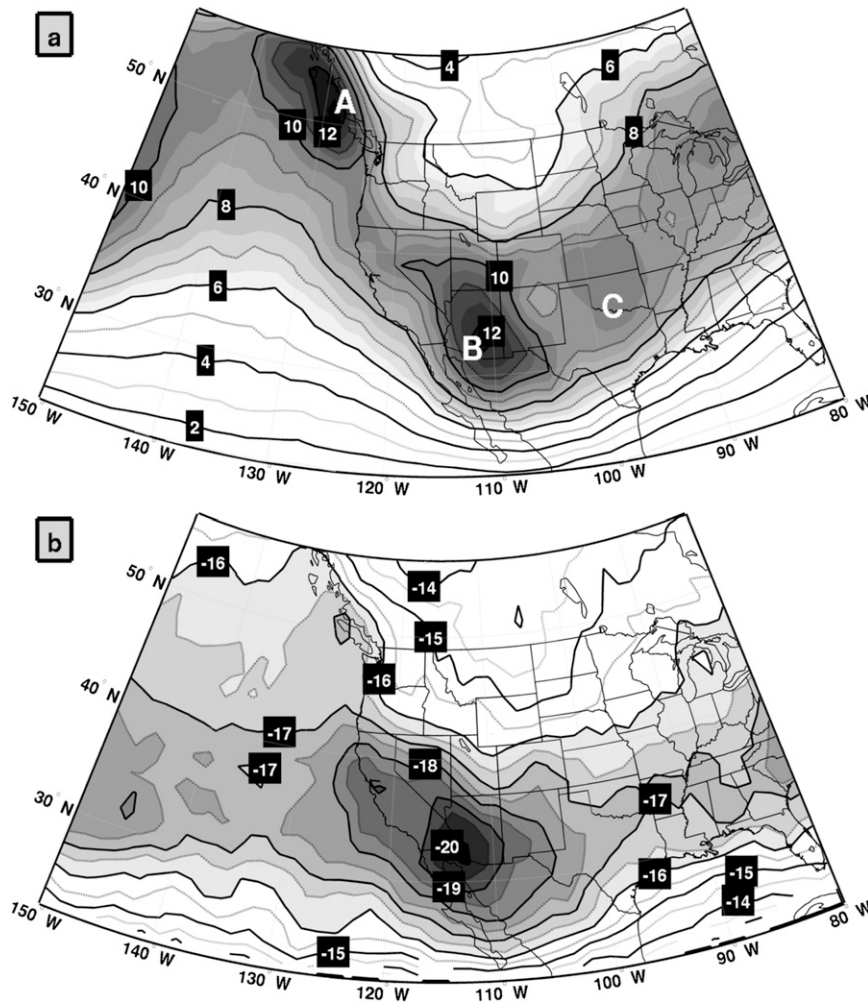 a
50 ° N
40 ° N
30 ° N
150 W
140 ° W
130 ° W
120 ° W
110 ° W
100 ° W
90 ° W
80 ° W
4
6
8
10
12
A
10
8
6
4
2
10
12
B
C
b
50 ° N
40 ° N
30 ° N
150 W
140 ° W
130 ° W
120 ° W
110 ° W
100 ° W
90 ° W
80 ° W
-16
-14
-15
-16
-17
-17
-18
-17
-20
-19
-16
-15
-14
-15